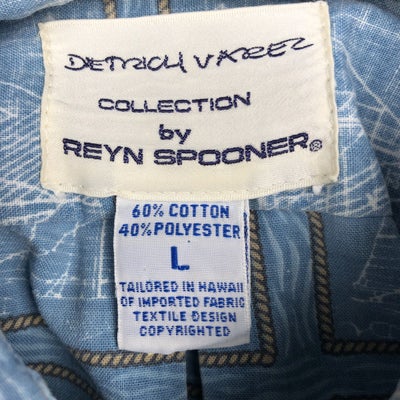 DIETRICH VAREZ
COLLECTION
by
REYN SPOONER®
60% COTTON
40% POLYESTER
L
TAILORED IN HAWAII
OF IMPORTED FABRIC
TEXTILE DESIGN
COPYRIGHTED